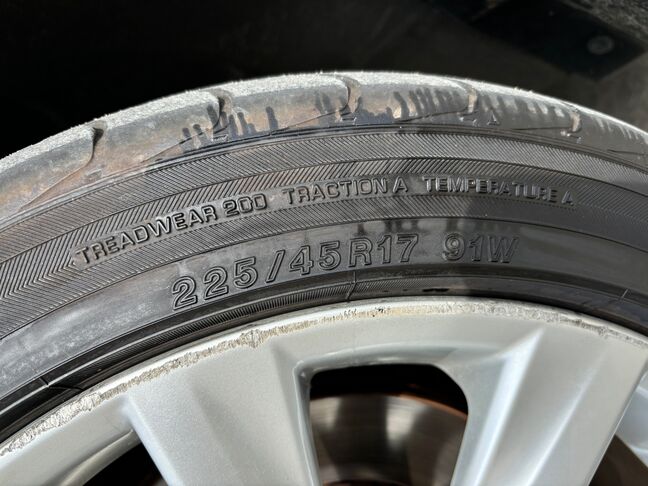 TREADWEAR 200 TRACTION A TEMPERATURE A
225/45R17 91W